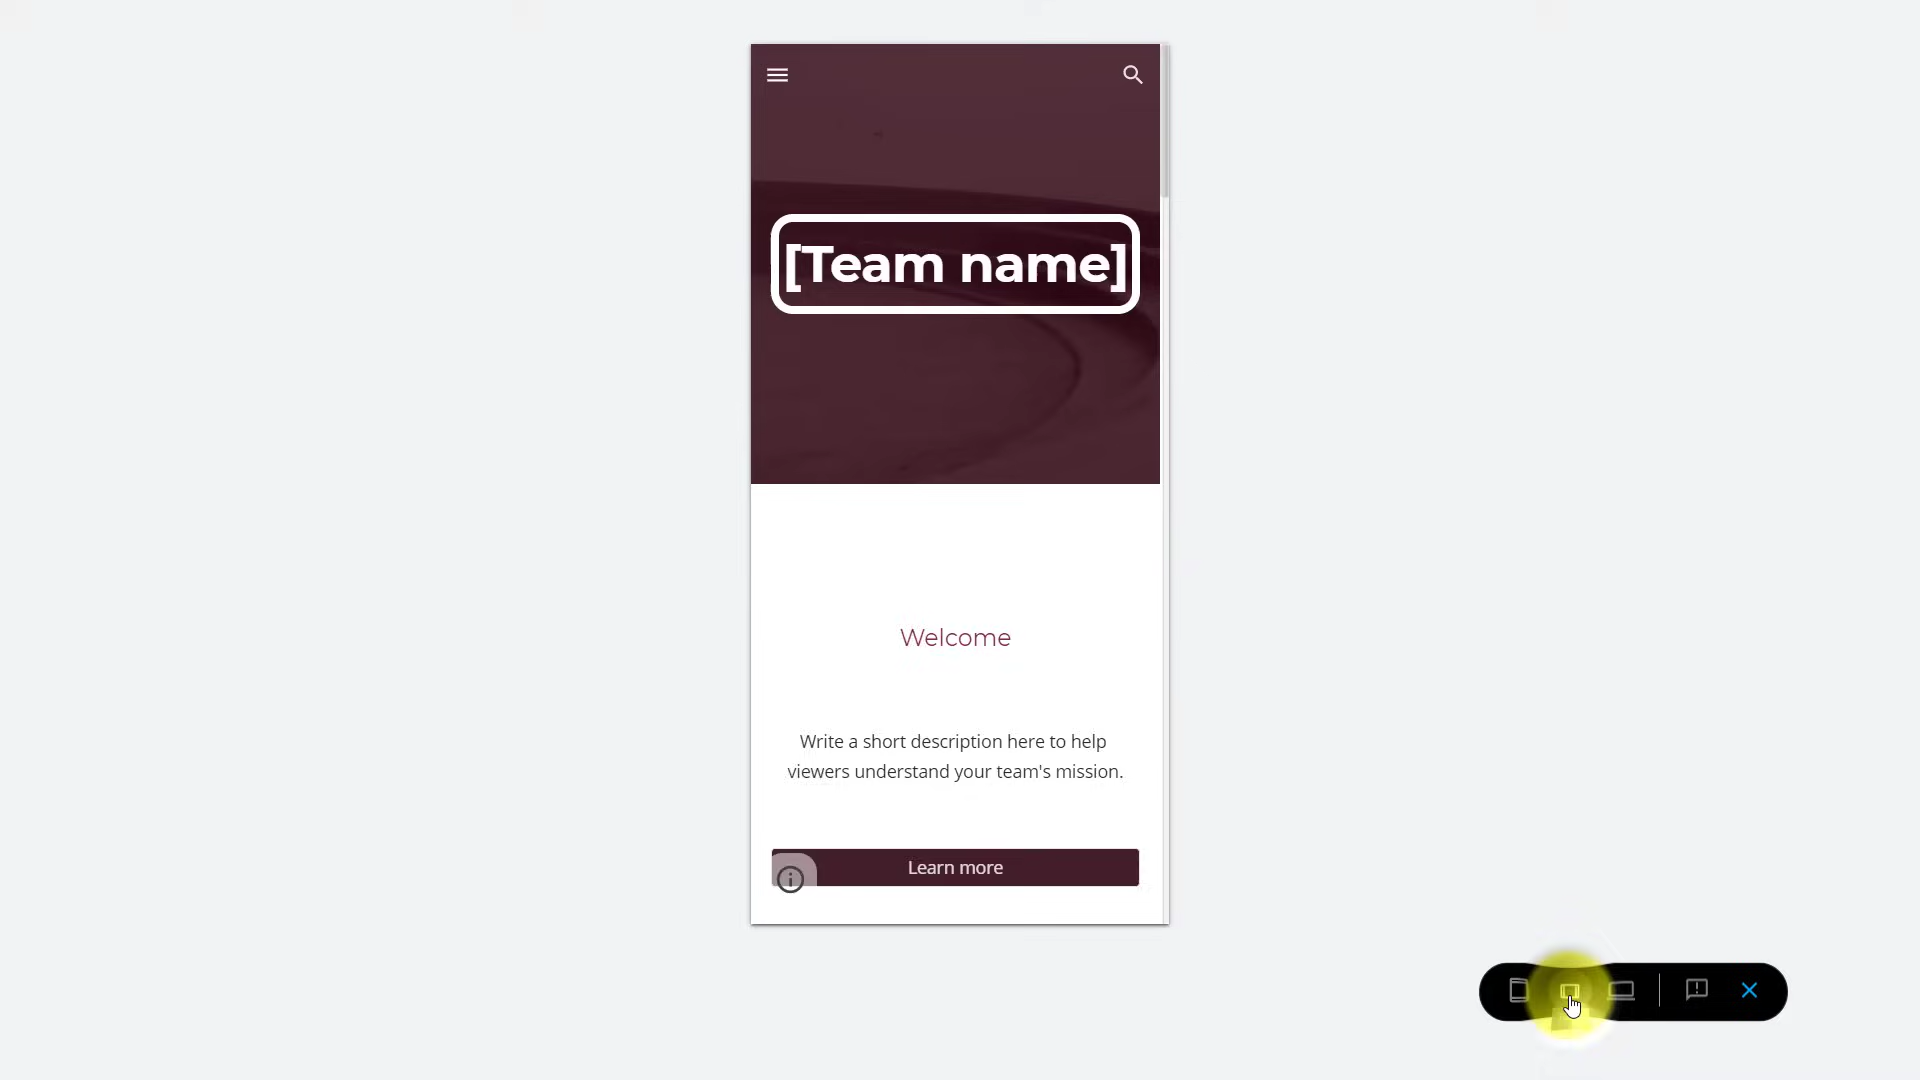 [Team name]
Welcome
Write a short description here to help
viewers understand your team's mission.
Learn more